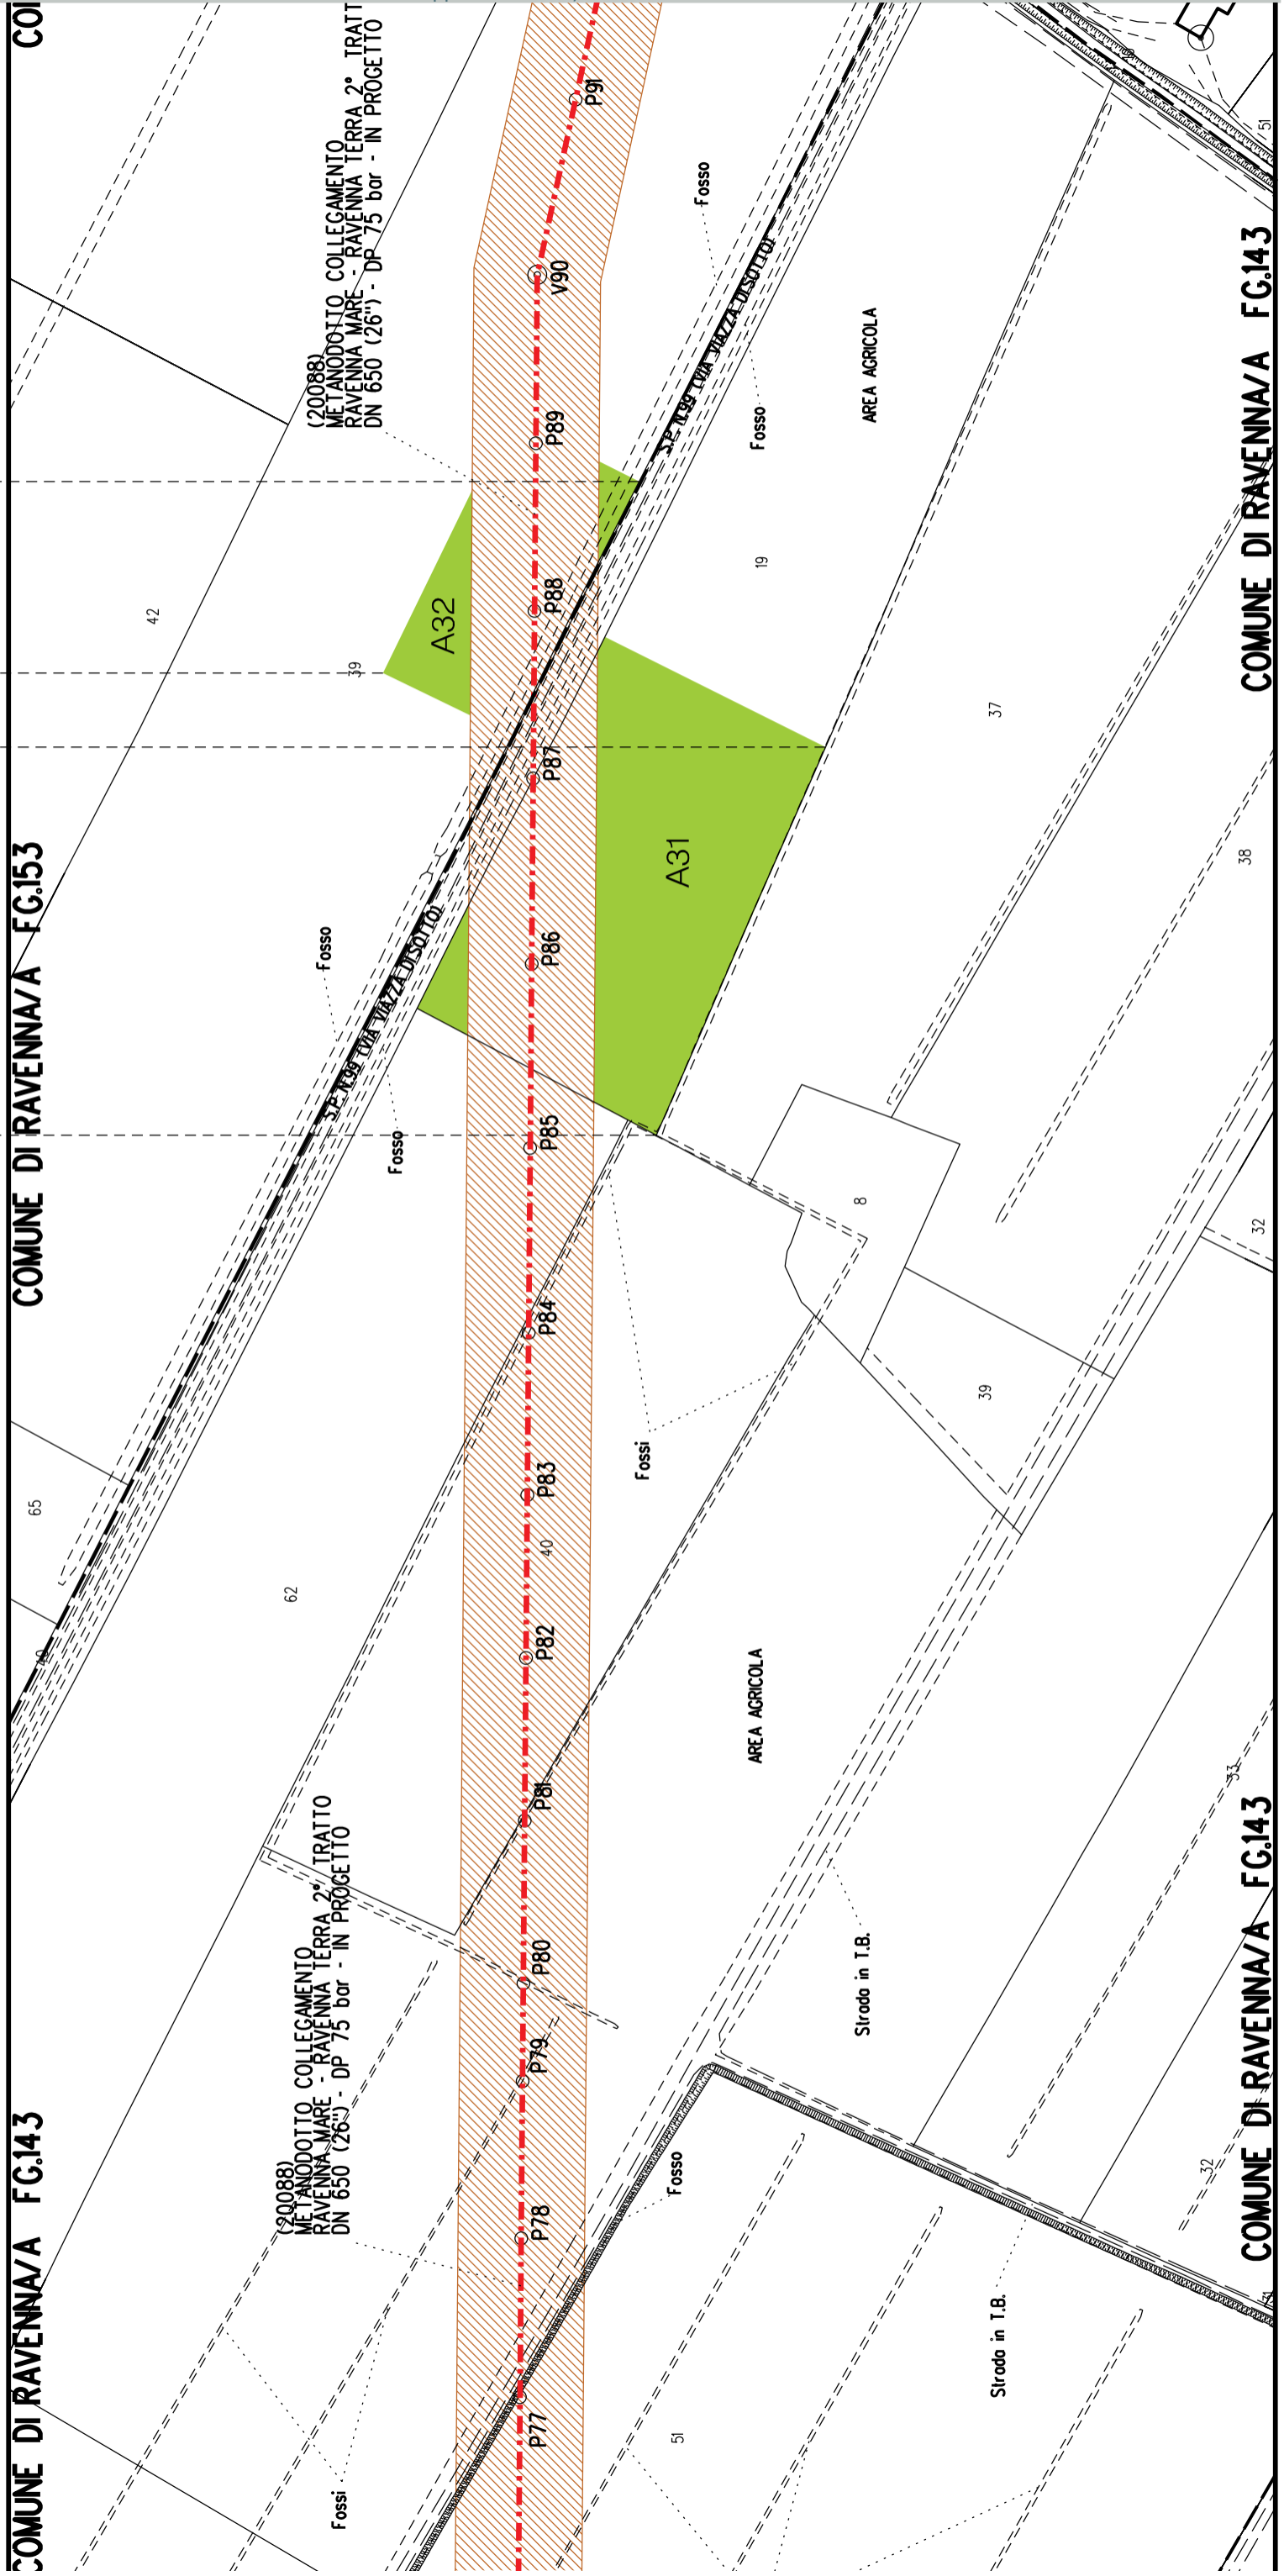 COMUNE DI RAVENNA/A FG.143
COMUNE DI RAVENNA/A FG.153
(20088)
METANODOTTO COLLEGAMENTO
RAVENNA MARE - RAVENNA TERRA 2° TRATTO
DN 650 (26") - DP 75 bar - IN PROGETTO
(20088)
METANODOTTO COLLEGAMENTO
RAVENNA MARE - RAVENNA TERRA 2° TRATT
DN 650 (26") - DP 75 bar - IN PROGETTO
P77
P78
P79
P80
P81
P82
P83
P84
P85
P86
P87
P88
P89
V90
P91
A31
A32
S.P. N.99 (VIA VIAZZA DI SOTTO)
S.P. N.99 (VIA VIAZZA DI SOTTO)
Fosso
Fosso
Fosso
Fosso
Fosso
Fossi
Fossi
AREA AGRICOLA
AREA AGRICOLA
Strada in T.B.
Strada in T.B.
42
39
65
40
62
40
19
37
38
8
39
32
33
32
31
51
51
COMUNE DI RAVENNA/A FG.143
COMUNE DI RAVENNA/A FG.143